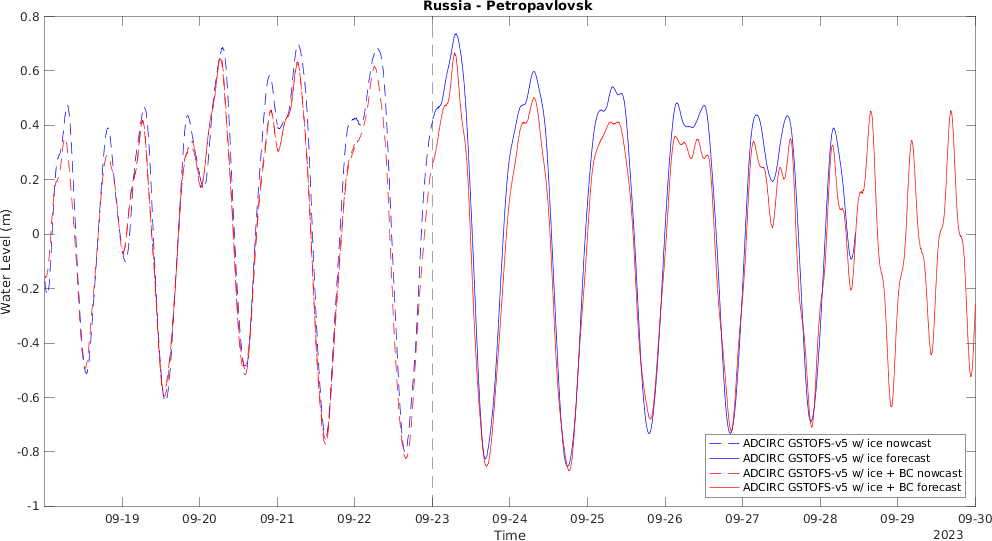 Russia - Petropavlovsk
Water Level (m)
0.8
0.6
0.4
0.2
0
-0.2
-0.4
-0.6
-0.8
-1
ADCIRC GSTOFS-v5 w/ ice nowcast
ADCIRC GSTOFS-v5 w/ ice forecast
ADCIRC GSTOFS-v5 w/ ice + BC nowcast
ADCIRC GSTOFS-v5 w/ ice + BC forecast
09-19 09-20 09-21 09-22 09-23 09-24 09-25 09-26 09-27 09-28 09-29 09-30
Time
2023